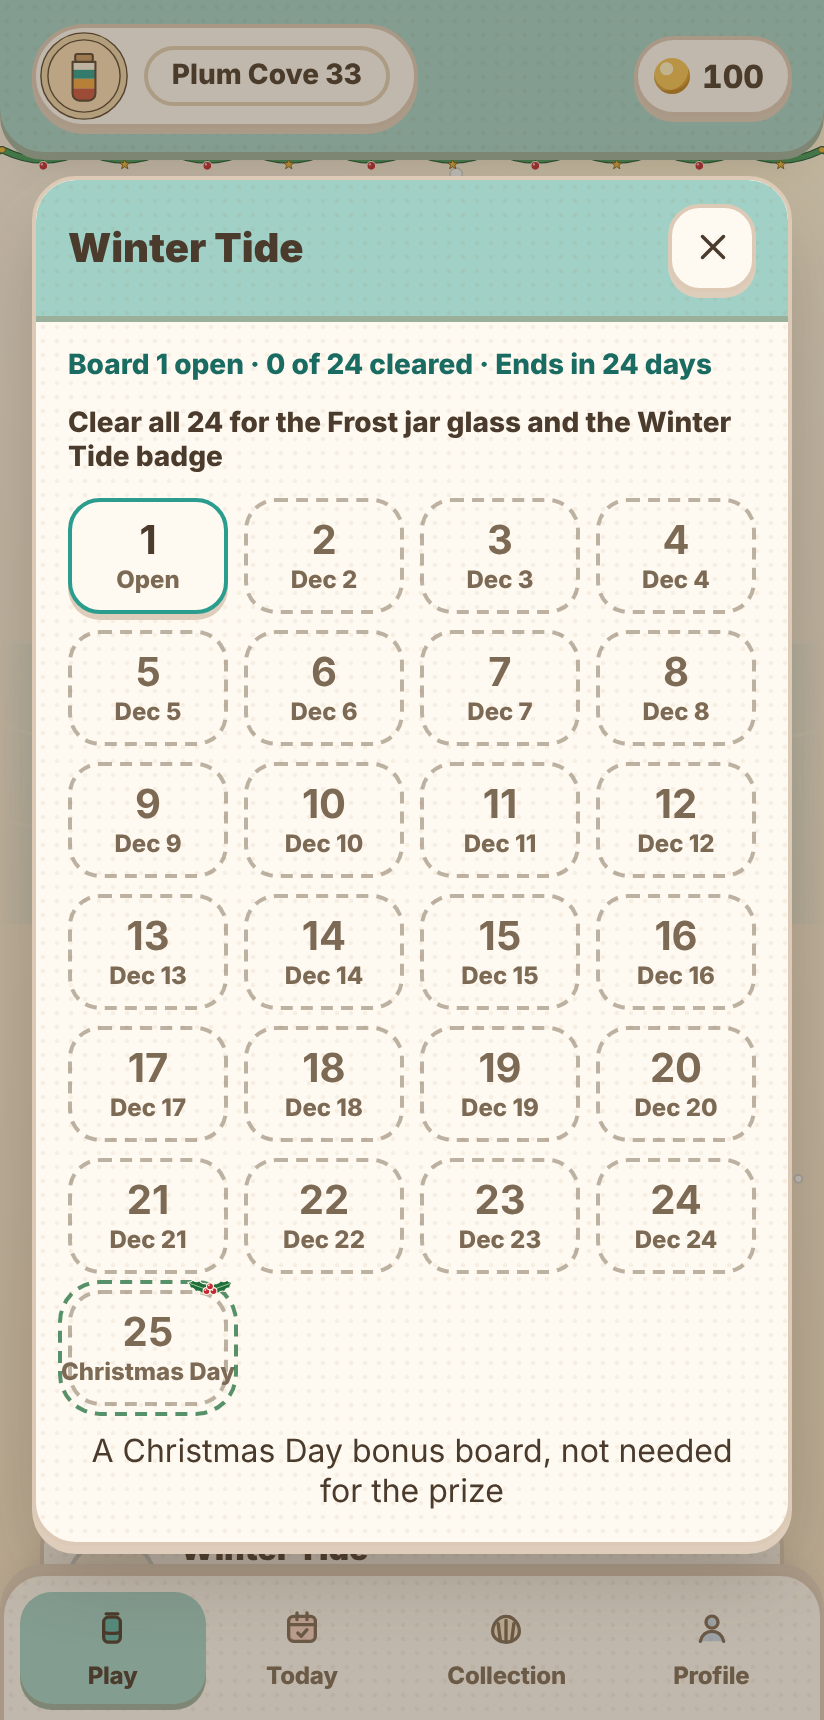 Plum Cove 33
100
Winter Tide
Board 1 open · 0 of 24 cleared · Ends in 24 days
Clear all 24 for the Frost jar glass and the Winter
Tide badge
1
Open
2
Dec 2
3
Dec 3
4
Dec 4
5
Dec 5
6
Dec 6
7
Dec 7
8
Dec 8
9
Dec 9
10
Dec 10
11
Dec 11
12
Dec 12
13
Dec 13
14
Dec 14
15
Dec 15
16
Dec 16
17
Dec 17
18
Dec 18
19
Dec 19
20
Dec 20
21
Dec 21
22
Dec 22
23
Dec 23
24
Dec 24
25
Christmas Day
A Christmas Day bonus board, not needed
for the prize
Winter Tide
Play
Today
Collection
Profile